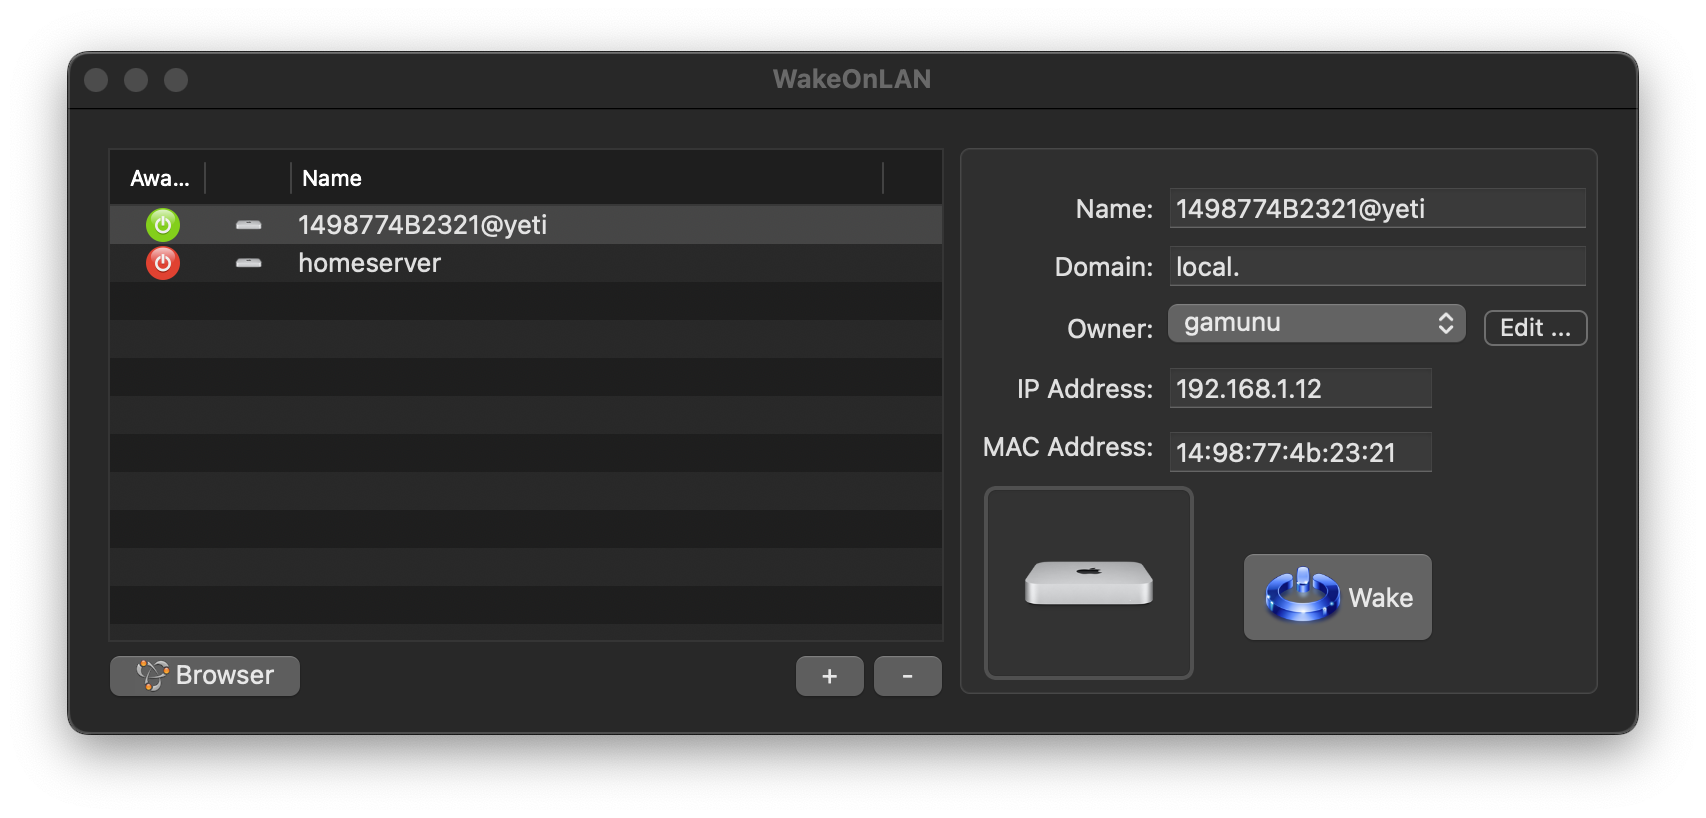 WakeOnLAN
Awa... Name
1498774B2321@yeti
homeserver
Browser
+
-
Name: 1498774B2321@yeti
Domain: local.
Owner: gamunu Edit ...
IP Address: 192.168.1.12
MAC Address: 14:98:77:4b:23:21
Wake